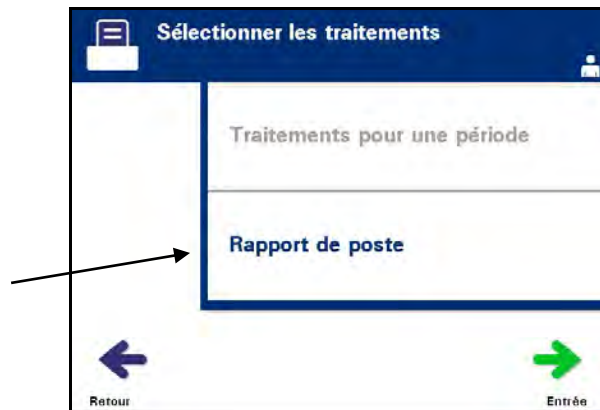 Sélectionner les traitements
Traitements pour une période
Rapport de poste
Retour
Entrée